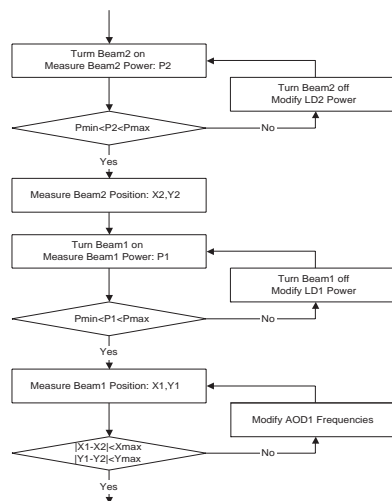 Turm Beam2 on
Measure Beam2 Power: P2
Turn Beam2 off
Modify LD2 Power
Pmin<P2<Pmax
No
Yes
Measure Beam2 Position: X2,Y2
Turn Beam1 on
Measure Beam1 Power: P1
Turn Beam1 off
Modify LD1 Power
Pmin<P1<Pmax
No
Yes
Measure Beam1 Position: X1,Y1
Modify AOD1 Frequencies
|X1-X2|<Xmax
|Y1-Y2|<Ymax
No
Yes